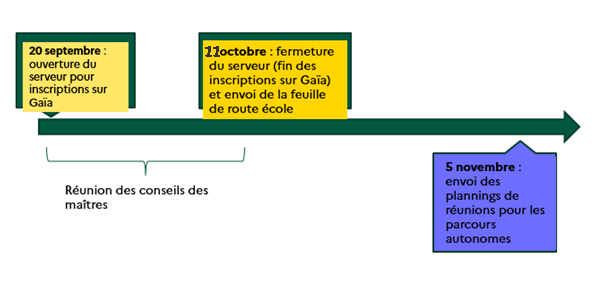 20 septembre :
ouverture du
serveur pour
inscriptions sur
Gaïa
11octobre : fermeture
du serveur (fin des
inscriptions sur Gaïa)
et envoi de la feuille
de route école
Réunion des conseils des
maîtres
5 novembre :
envoi des
plannings de
réunions pour les
parcours
autonomes